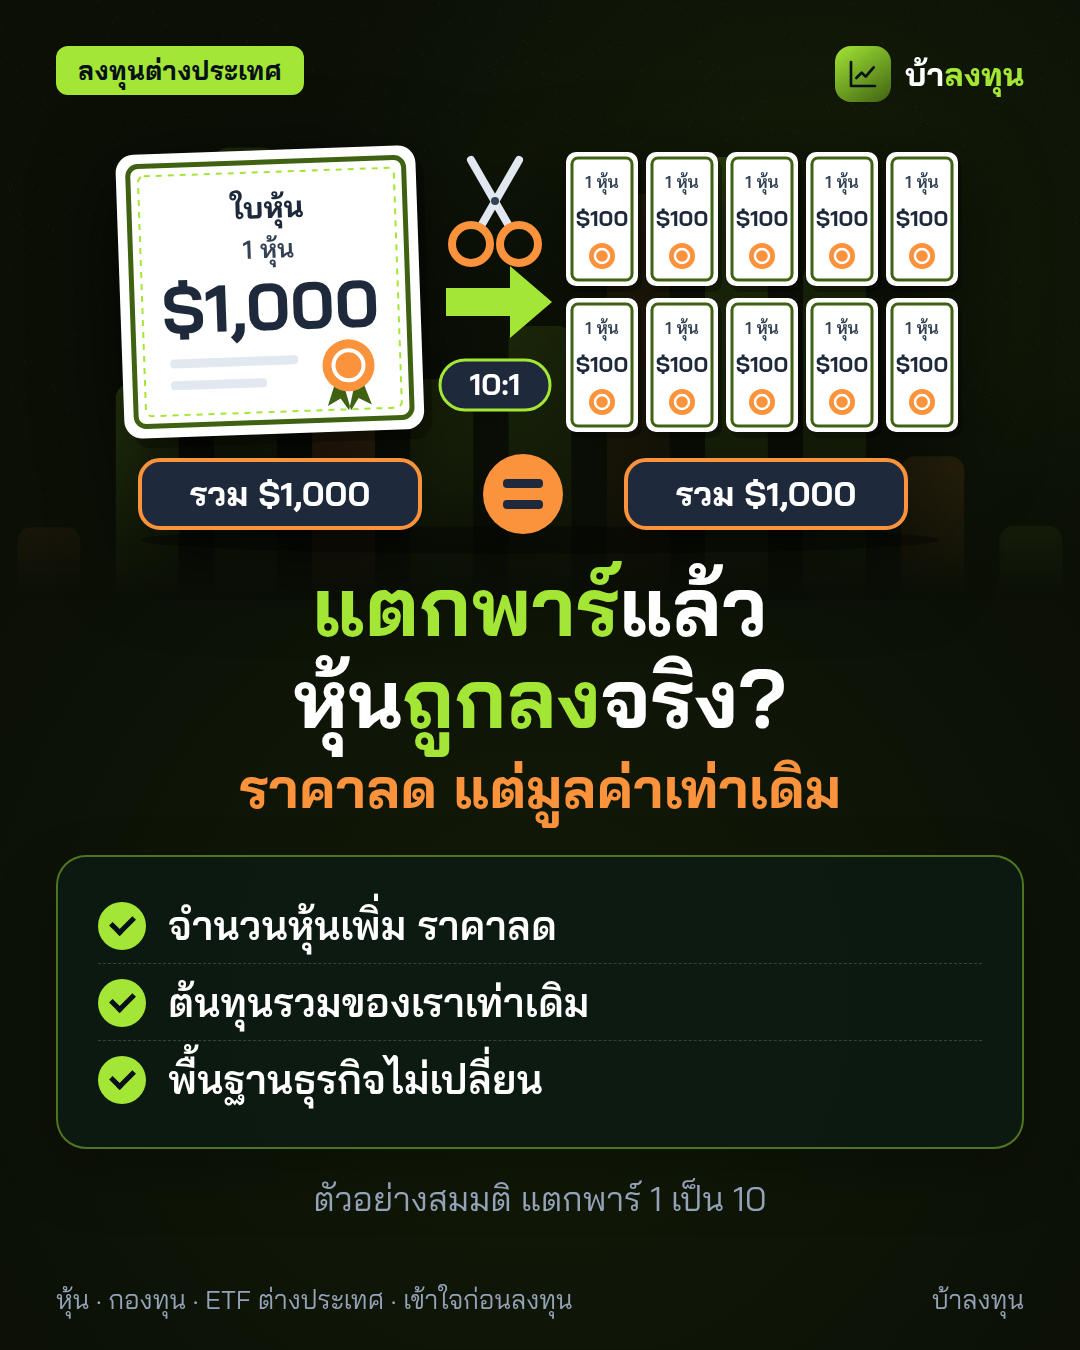 ลงทุนต่างประเทศ
บ้าลงทุน
ใบหุ้น
1 หุ้น
$1,000
10:1
1 หุ้น 1 หุ้น 1 หุ้น 1 หุ้น 1 หุ้น
$100 $100 $100 $100 $100
1 หุ้น 1 หุ้น 1 หุ้น 1 หุ้น 1 หุ้น
$100 $100 $100 $100 $100
รวม $1,000
รวม $1,000
แตกพาร์แล้ว
หุ้นถูกลงจริง?
ราคาลด แต่มูลค่าเท่าเดิม
จำนวนหุ้นเพิ่ม ราคาลด
ต้นทุนรวมของเราเท่าเดิม
พื้นฐานธุรกิจไม่เปลี่ยน
ตัวอย่างสมมติ แตกพาร์ 1 เป็น 10
หุ้น · กองทุน · ETF ต่างประเทศ · เข้าใจก่อนลงทุน
บ้าลงทุน